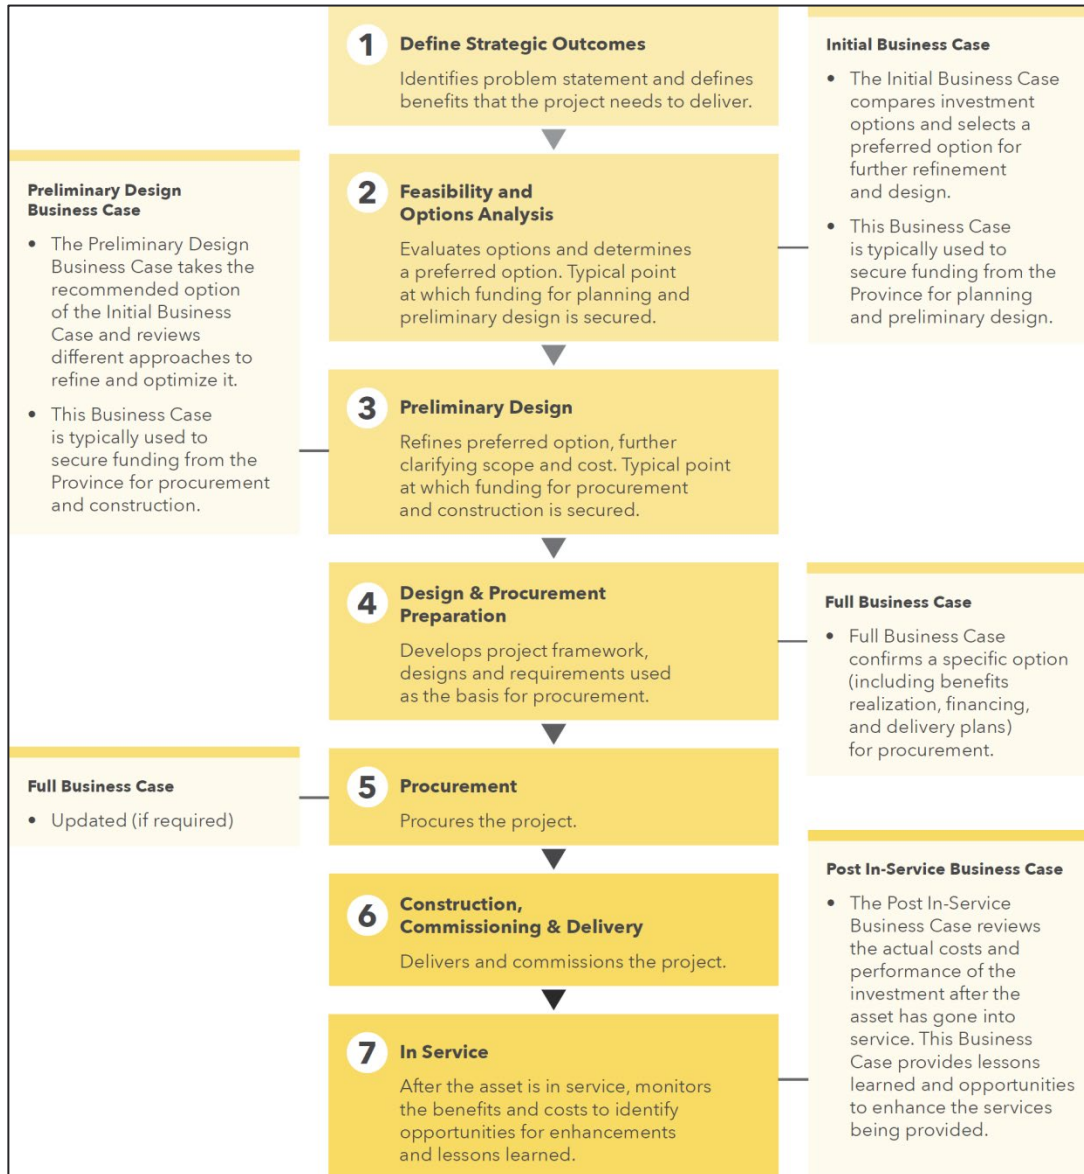 1
Define Strategic Outcomes
Identifies problem statement and defines
benefits that the project needs to deliver.
Initial Business Case
• The Initial Business Case
compares investment
options and selects a
preferred option for
further refinement
and design.
• This Business Case
is typically used to
secure funding from the
Province for planning
and preliminary design.
2
Feasibility and
Options Analysis
Evaluates options and determines
a preferred option. Typical point
at which funding for planning and
preliminary design is secured.
Preliminary Design
Business Case
• The Preliminary Design
Business Case takes the
recommended option
of the Initial Business
Case and reviews
different approaches to
refine and optimize it.
• This Business Case
is typically used to
secure funding from the
Province for procurement
and construction.
3
Preliminary Design
Refines preferred option, further
clarifying scope and cost. Typical point
at which funding for procurement
and construction is secured.
4
Design & Procurement
Preparation
Develops project framework,
designs and requirements used
as the basis for procurement.
Full Business Case
• Full Business Case
confirms a specific option
(including benefits
realization, financing,
and delivery plans)
for procurement.
5
Procurement
Procures the project.
Full Business Case
• Updated (if required)
6
Construction,
Commissioning & Delivery
Delivers and commissions the project.
7
In Service
After the asset is in service, monitors
the benefits and costs to identify
opportunities for enhancements
and lessons learned.
Post In-Service Business Case
• The Post In-Service
Business Case reviews
the actual costs and
performance of the
investment after the
asset has gone into
service. This Business
Case provides lessons
learned and opportunities
to enhance the services
being provided.